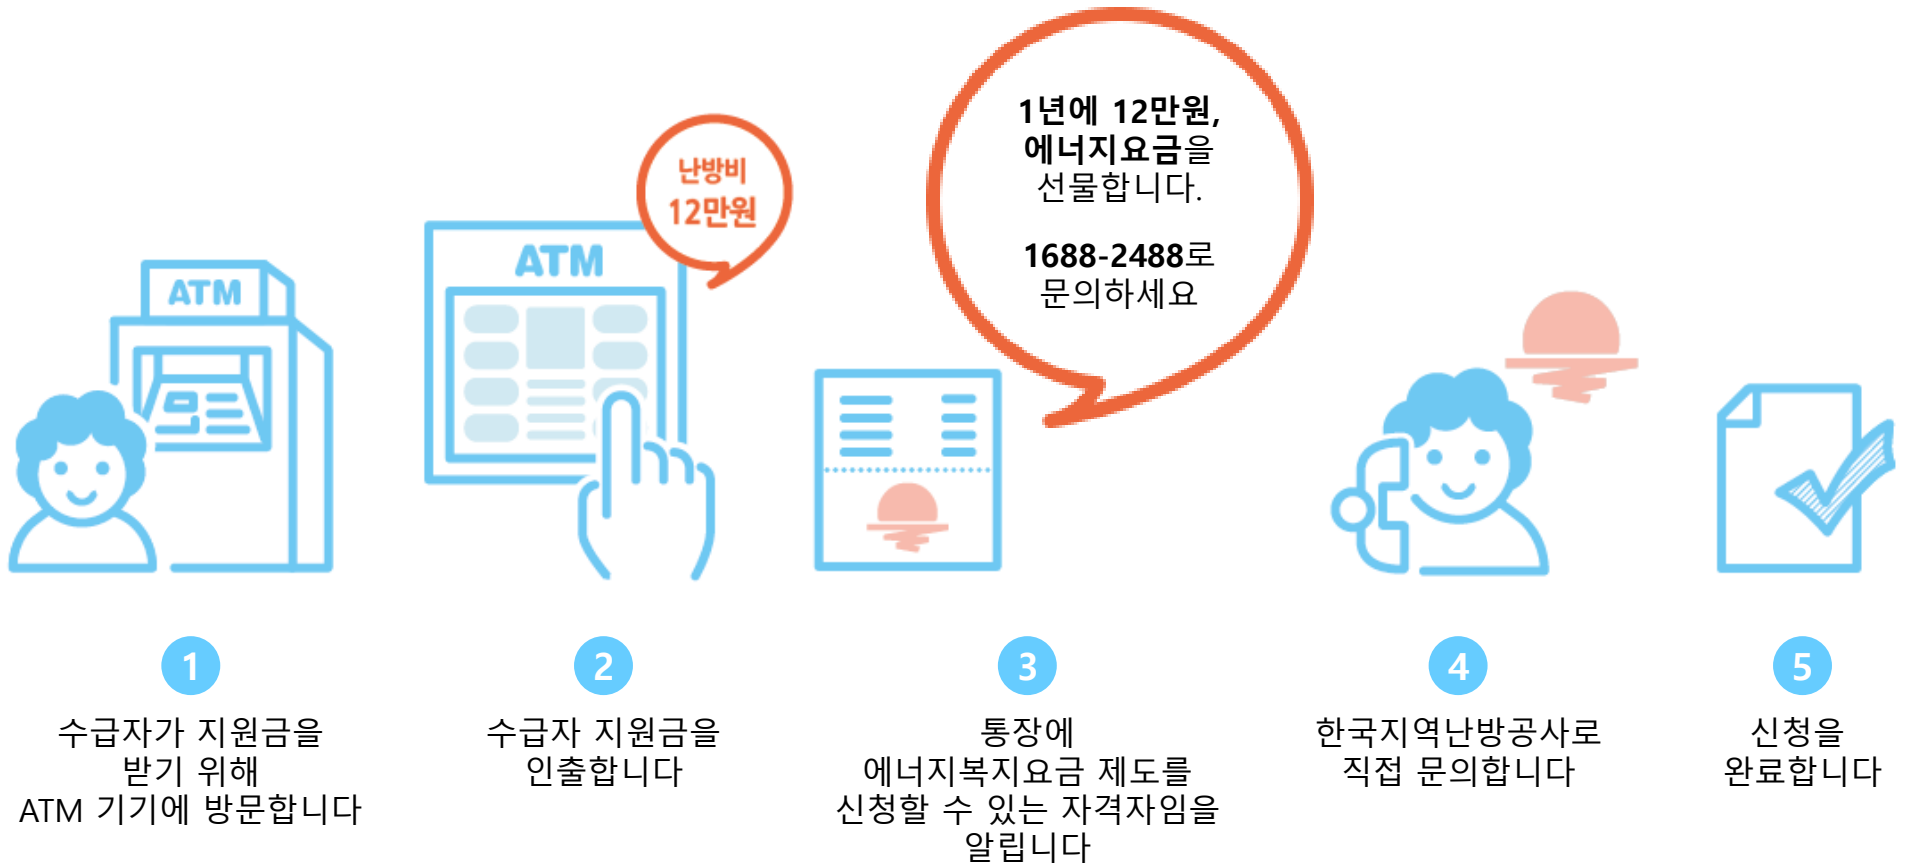 1년에 12만원,
에너지요금을
선물합니다.
1688-2488로
문의하세요
난방비
12만원
ATM
ATM
1
수급자가 지원금을
받기 위해
ATM 기기에 방문합니다
2
수급자 지원금을
인출합니다
3
통장에
에너지복지요금 제도를
신청할 수 있는 자격자임을
알립니다
4
한국지역난방공사로
직접 문의합니다
5
신청을
완료합니다